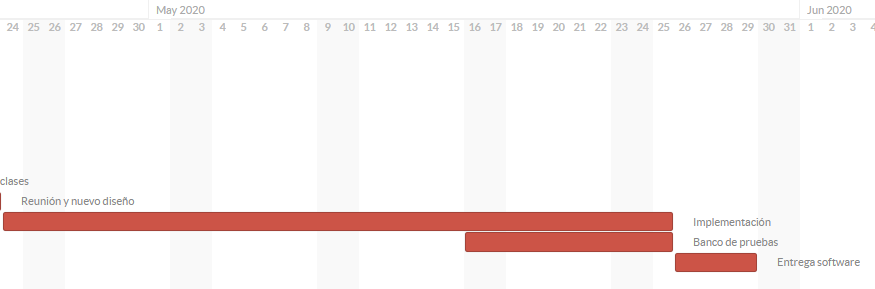 May 2020 Jun 2020
24 25 26 27 28 29 30 1 2 3 4 5 6 7 8 9 10 11 12 13 14 15 16 17 18 19 20 21 22 23 24 25 26 27 28 29 30 31 1 2 3 4
clases
Reunión y nuevo diseño
Implementación
Banco de pruebas
Entrega software